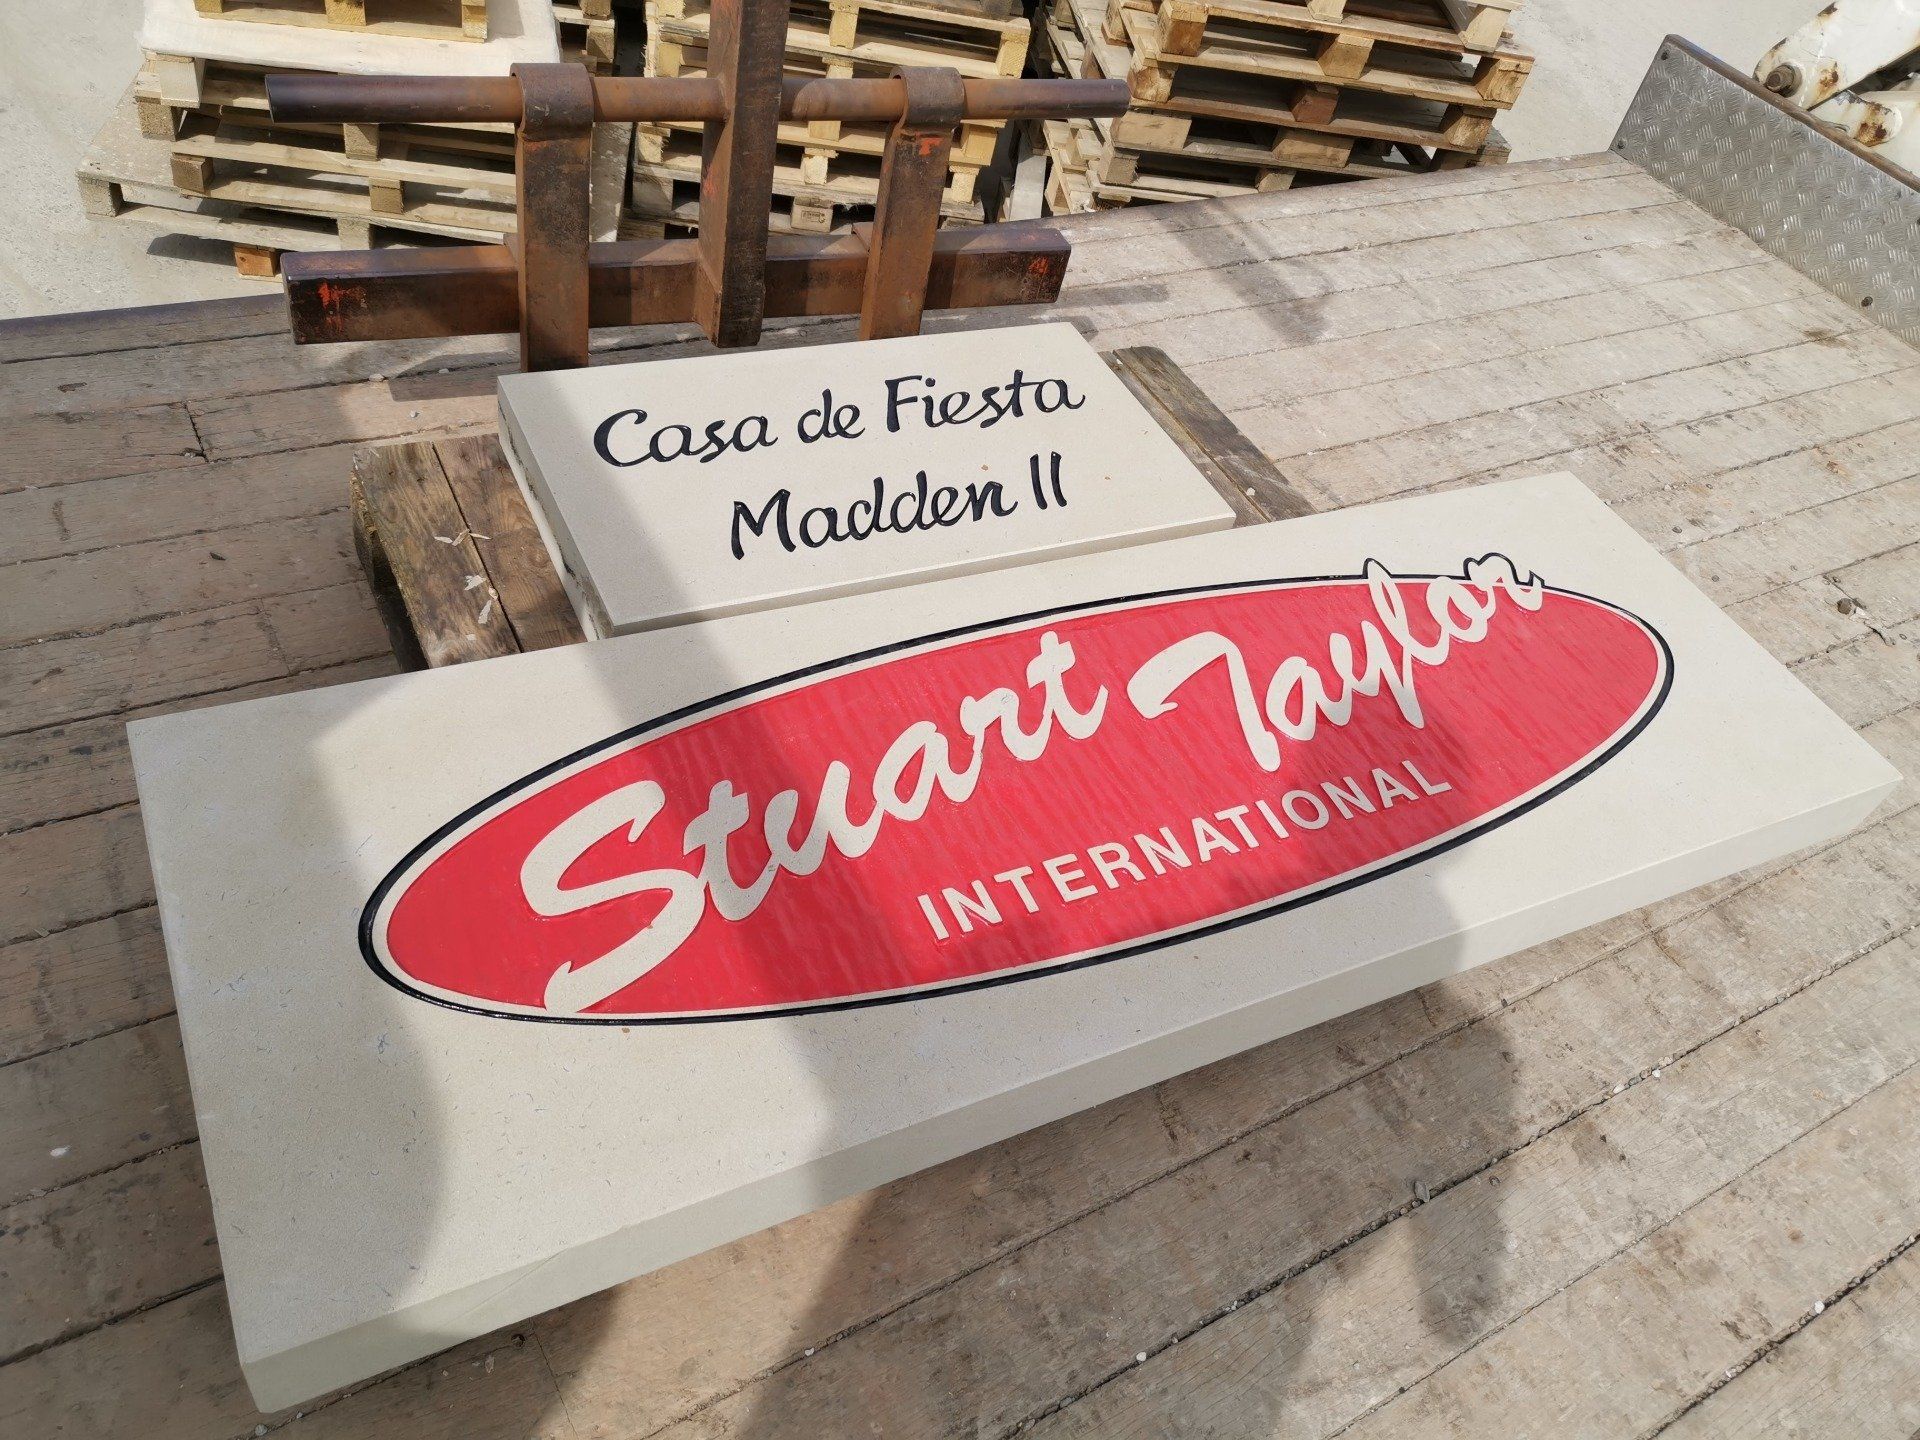 Casa de Fiesta
Madden II
Stuart Taylor
INTERNATIONAL